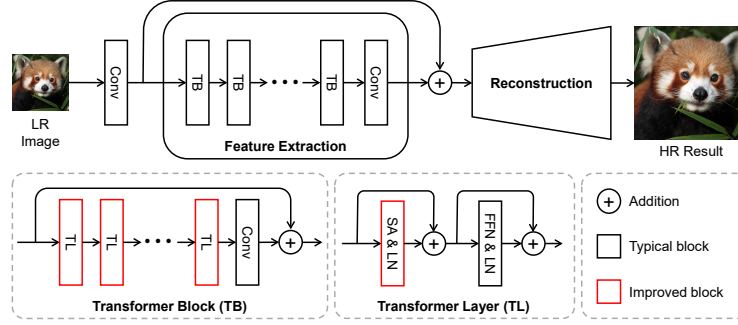 LR
Image
Conv
TB
TB
TB
Conv
Feature Extraction
+
Reconstruction
HR Result
TL
TL
TL
Conv
+
Transformer Block (TB)
SA & LN
+
FFN & LN
+
Transformer Layer (TL)
+
Addition
Typical block
Improved block